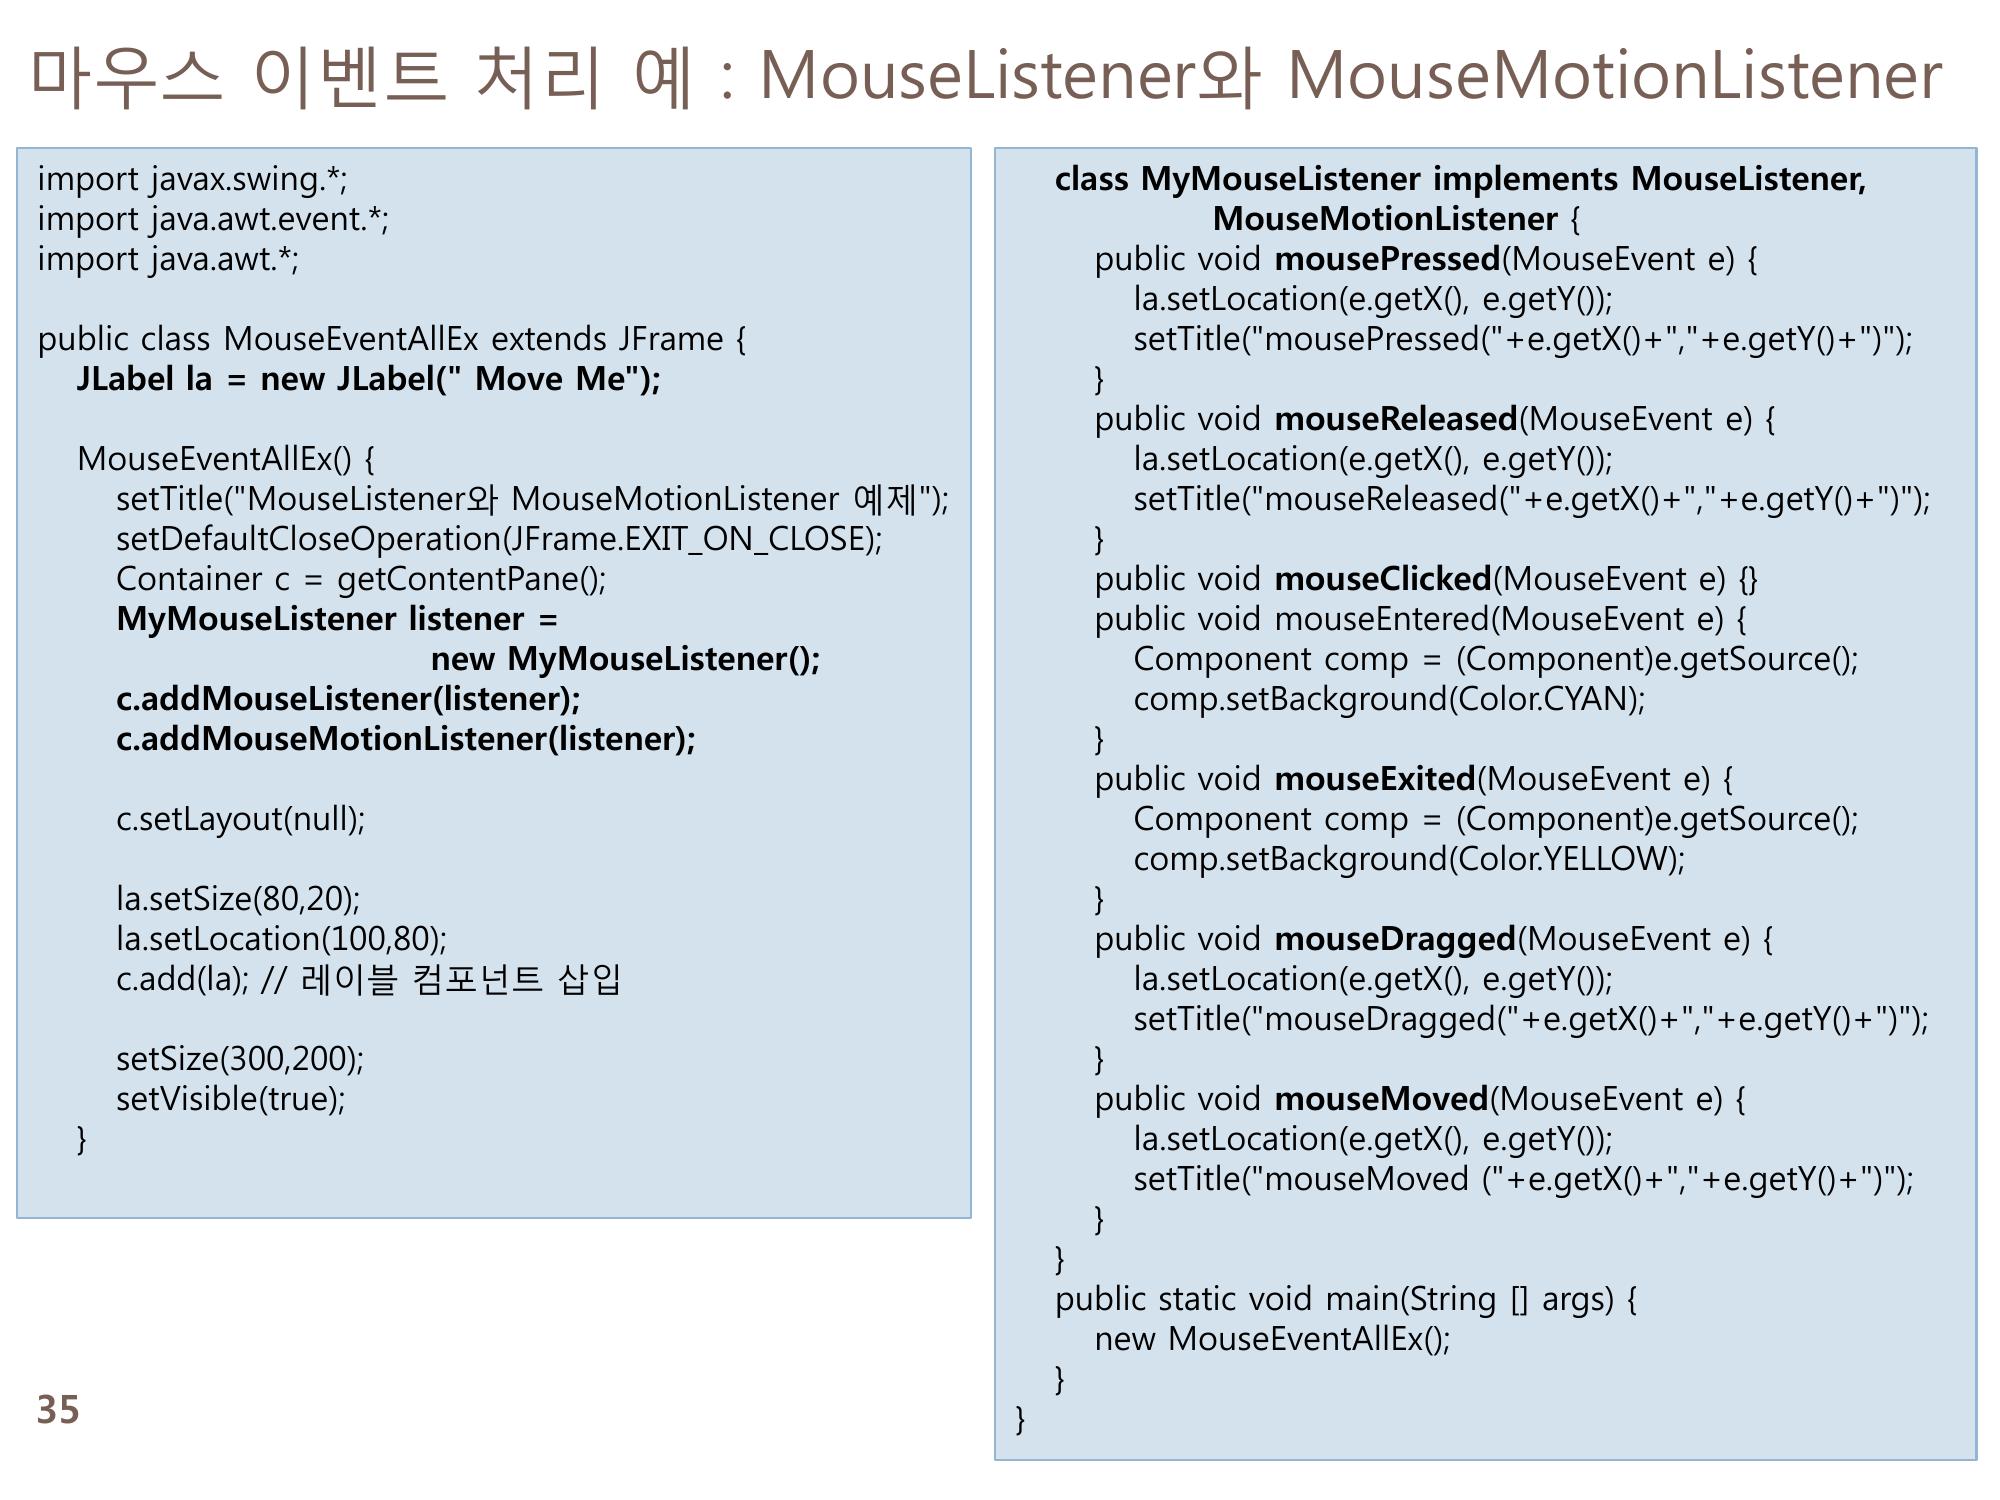 마우스 이벤트 처리 예 : MouseListener와 MouseMotionListener
import javax.swing.*;
import java.awt.event.*;
import java.awt.*;
public class MouseEventAllEx extends JFrame {
JLabel la = new JLabel(" Move Me");
MouseEventAllEx() {
setTitle("MouseListener와 MouseMotionListener 예제");
setDefaultCloseOperation(JFrame.EXIT_ON_CLOSE);
Container c = getContentPane();
MyMouseListener listener =
new MyMouseListener();
c.addMouseListener(listener);
c.addMouseMotionListener(listener);
c.setLayout(null);
la.setSize(80,20);
la.setLocation(100,80);
c.add(la); // 레이블 컴포넌트 삽입
setSize(300,200);
setVisible(true);
}
class MyMouseListener implements MouseListener,
MouseMotionListener {
public void mousePressed(MouseEvent e) {
la.setLocation(e.getX(), e.getY());
setTitle("mousePressed("+e.getX()+","+e.getY()+")");
}
public void mouseReleased(MouseEvent e) {
la.setLocation(e.getX(), e.getY());
setTitle("mouseReleased("+e.getX()+","+e.getY()+")");
}
public void mouseClicked(MouseEvent e) {}
public void mouseEntered(MouseEvent e) {
Component comp = (Component)e.getSource();
comp.setBackground(Color.CYAN);
}
public void mouseExited(MouseEvent e) {
Component comp = (Component)e.getSource();
comp.setBackground(Color.YELLOW);
}
public void mouseDragged(MouseEvent e) {
la.setLocation(e.getX(), e.getY());
setTitle("mouseDragged("+e.getX()+","+e.getY()+")");
}
public void mouseMoved(MouseEvent e) {
la.setLocation(e.getX(), e.getY());
setTitle("mouseMoved ("+e.getX()+","+e.getY()+")");
}
}
public static void main(String [] args) {
new MouseEventAllEx();
}
}
35